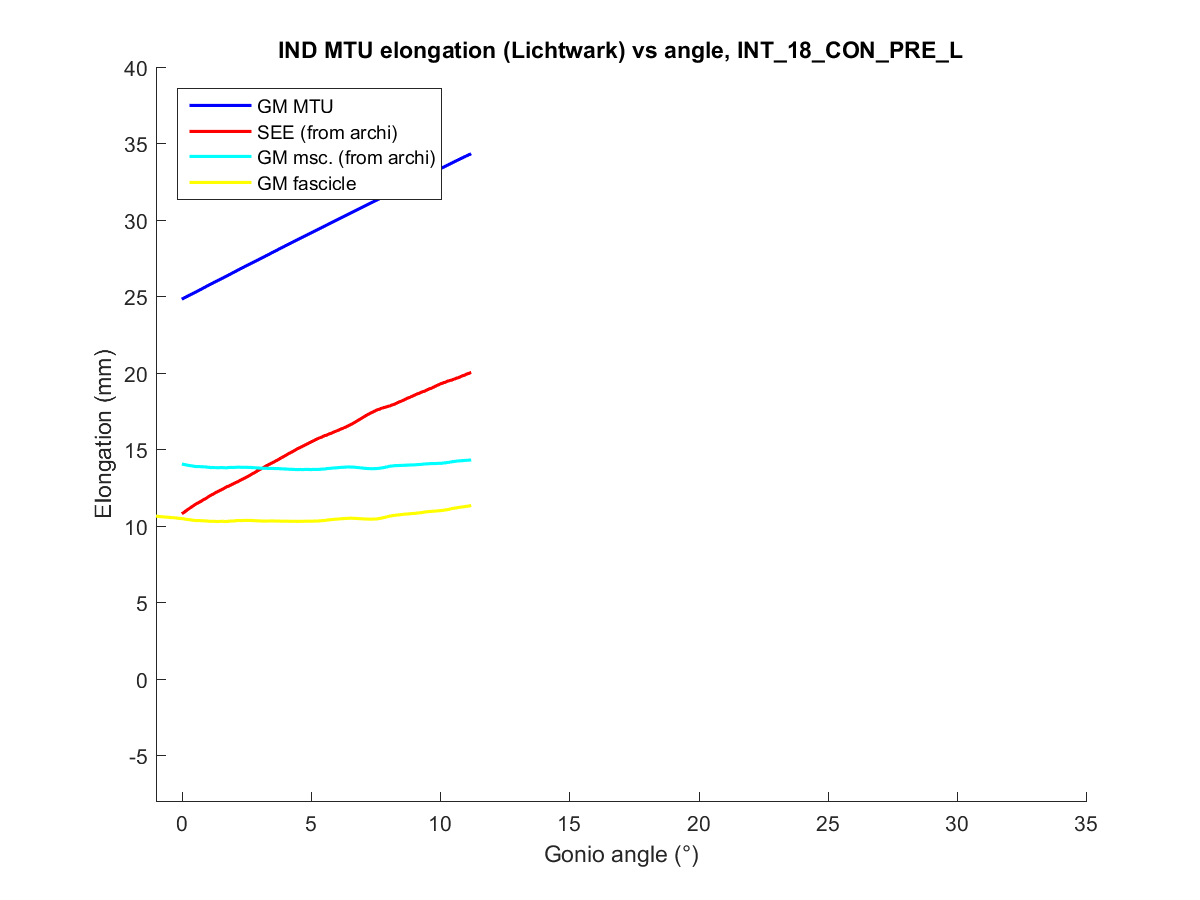 IND MTU elongation (Lichtwark) vs angle, INT_18_CON_PRE_L
GM MTU
SEE (from archi)
GM msc. (from archi)
GM fascicle
Elongation (mm)
40
35
30
25
20
15
10
5
0
-5
0 5 10 15 20 25 30 35
Gonio angle (°)